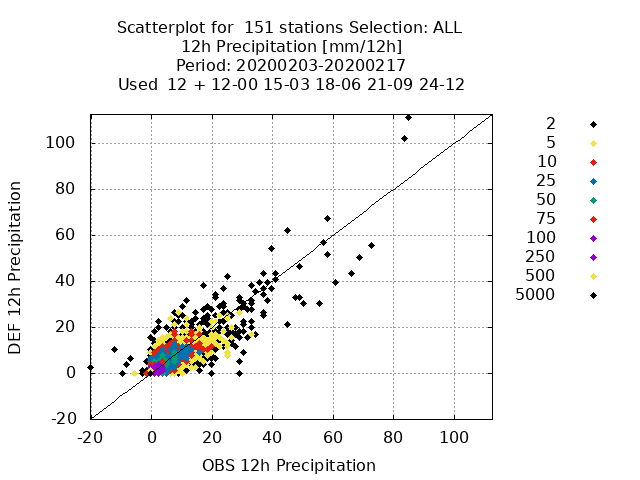 Scatterplot for  151 stations Selection: ALL
12h Precipitation [mm/12h]
Period: 20200203-20200217
Used  12 + 12-00 15-03 18-06 21-09 24-12
DEF 12h Precipitation
100
80
60
40
20
0
-20
-20 0 20 40 60 80 100
OBS 12h Precipitation
2
5
10
25
50
75
100
250
500
5000